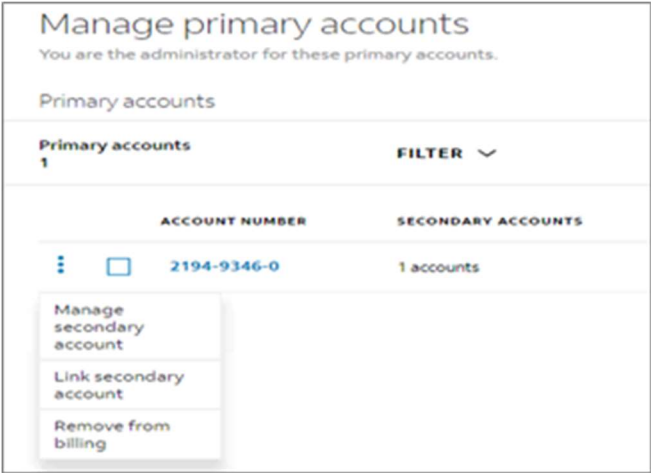 Manage primary accounts
You are the administrator for these primary accounts.
Primary accounts
Primary accounts
1
FILTER
ACCOUNT NUMBER SECONDARY ACCOUNTS
2194-9346-0 1 accounts
Manage
secondary
account
Link secondary
account
Remove from
billing